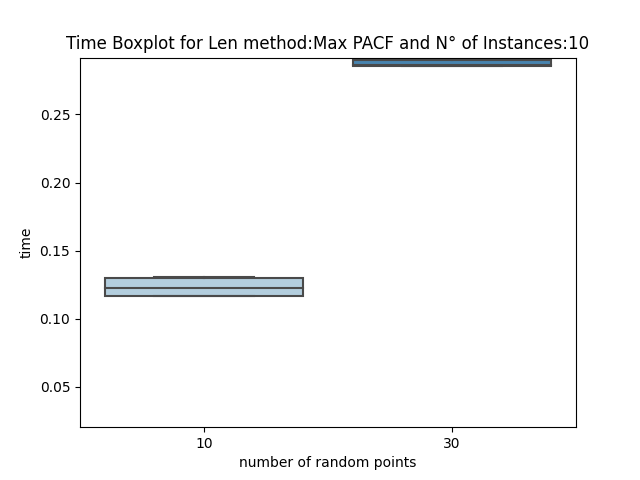 Time Boxplot for Len method:Max PACF and N° of Instances:10
0.25
0.20
0.15
0.10
0.05
time
10 30
number of random points